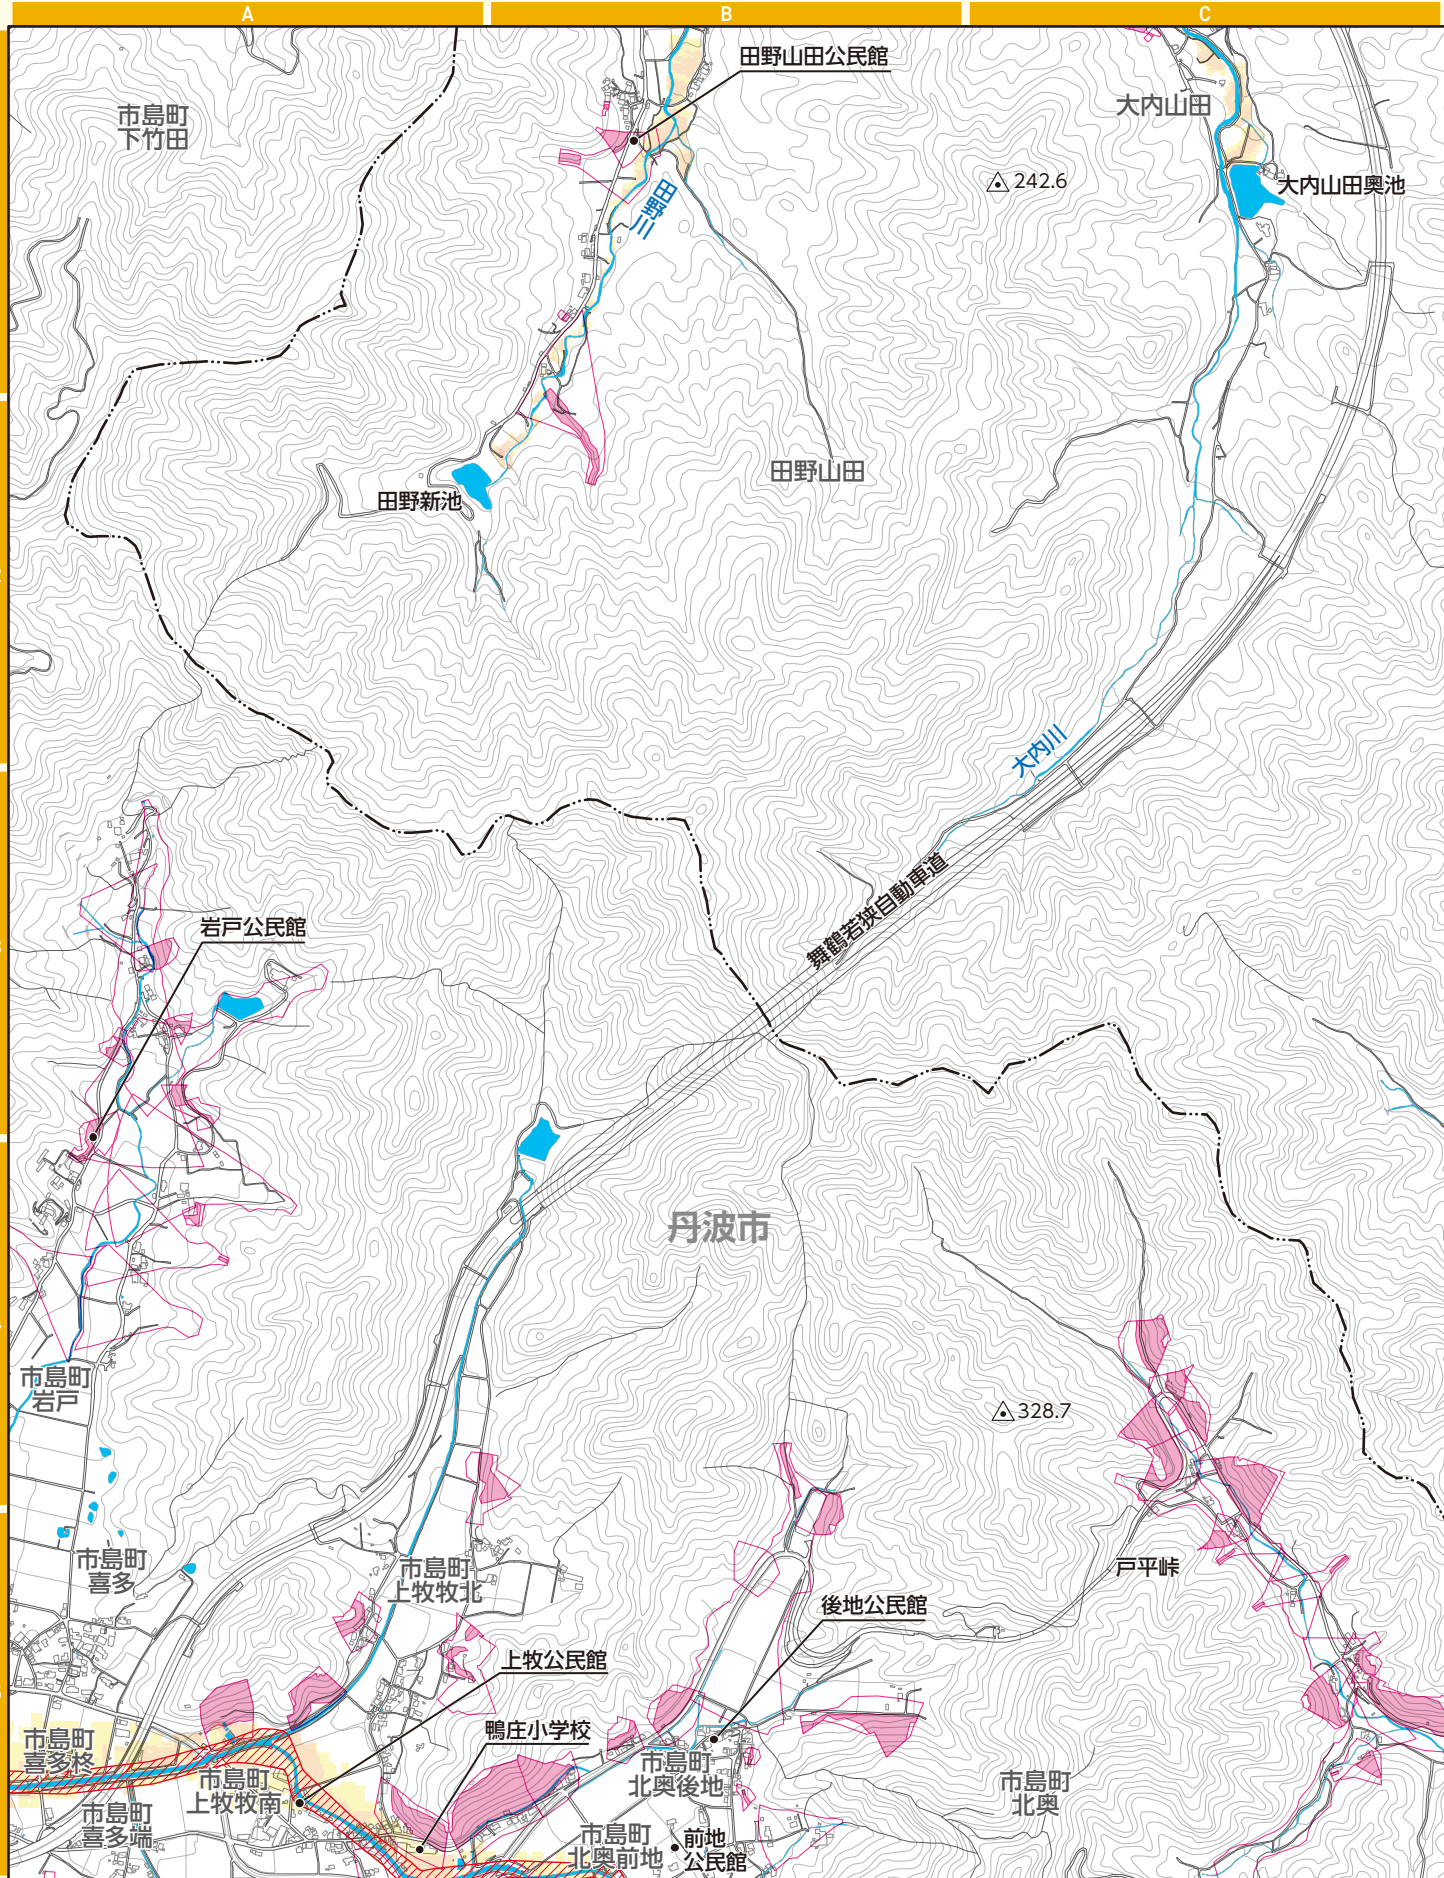 A
B
C
田野山田公民館
市島町
下竹田
大内山田
242.6
大内山田奥池
田野川
田野山田
田野新池
大内川
舞鶴若狭自動車道
岩戸公民館
丹波市
市島町
岩戸
328.7
市島町
喜多
市島町
上牧牧北
戸平峠
後地公民館
上牧公民館
鴨庄小学校
市島町
喜多柊
市島町
上牧牧南
市島町
北奥後地
市島町
北奥
市島町
喜多端
市島町
北奥前地
前地
公民館